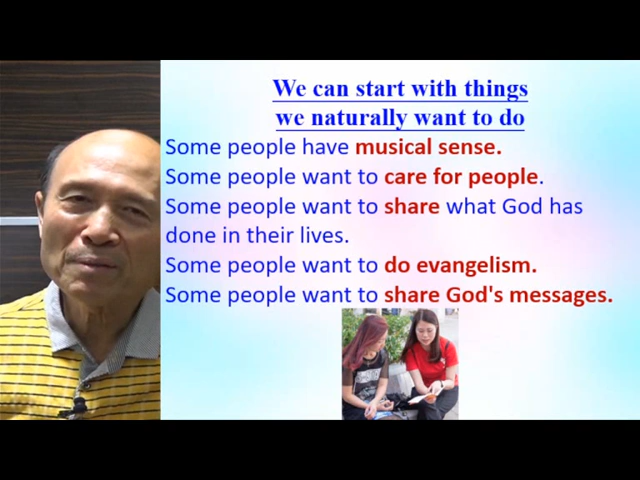 We can start with things
we naturally want to do
Some people have musical sense.
Some people want to care for people.
Some people want to share what God has
done in their lives.
Some people want to do evangelism.
Some people want to share God's messages.